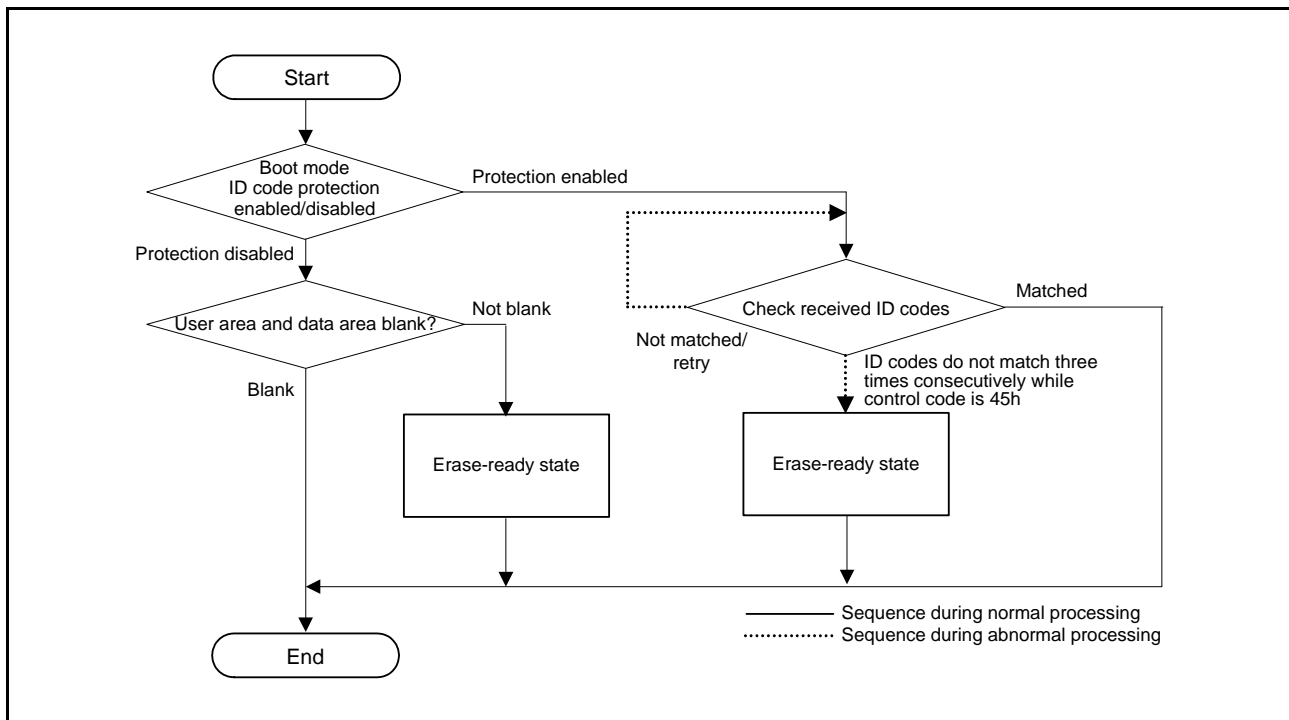 Start
Boot mode
ID code protection
enabled/disabled
Protection enabled
Protection disabled
User area and data area blank?
Not blank
Blank
Check received ID codes
Matched
Not matched/
retry
ID codes do not match three
times consecutively while
control code is 45h
Erase-ready state
Erase-ready state
Sequence during normal processing
Sequence during abnormal processing
End